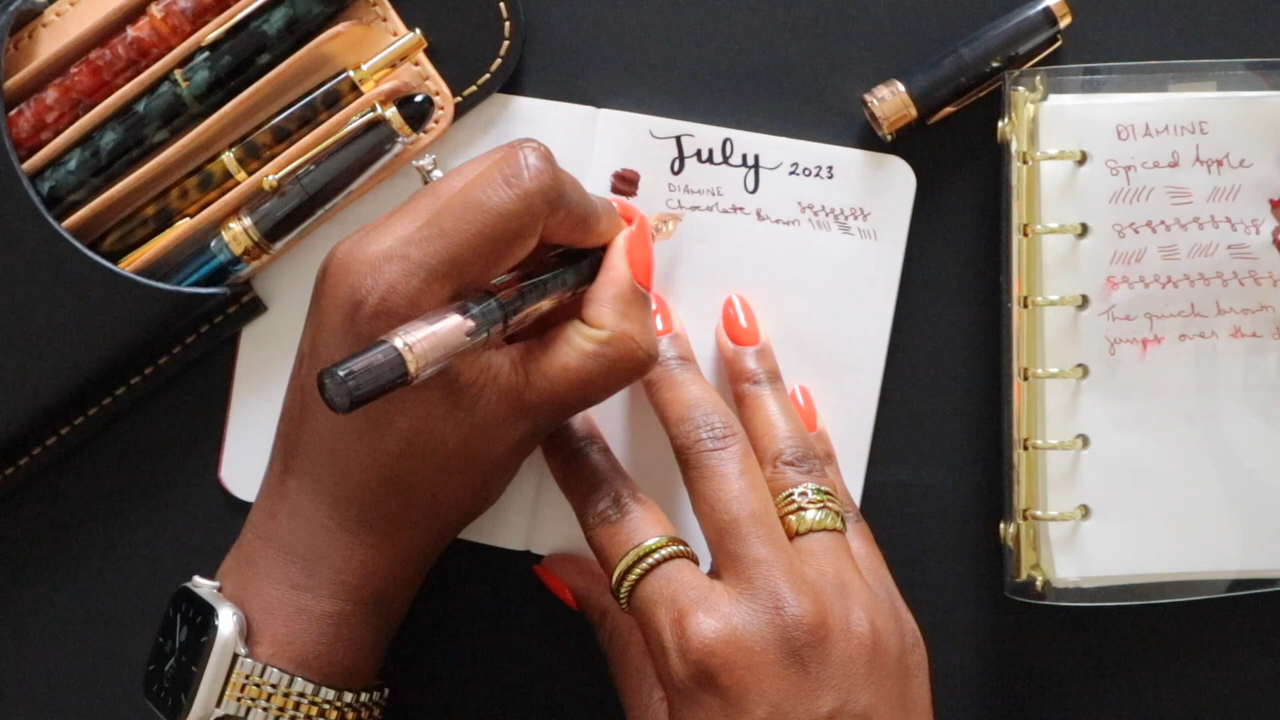 July 2023
DIAMINE
Chocolate Brown
DIAMINE
Spiced Apple
The quick brown
jumps over the